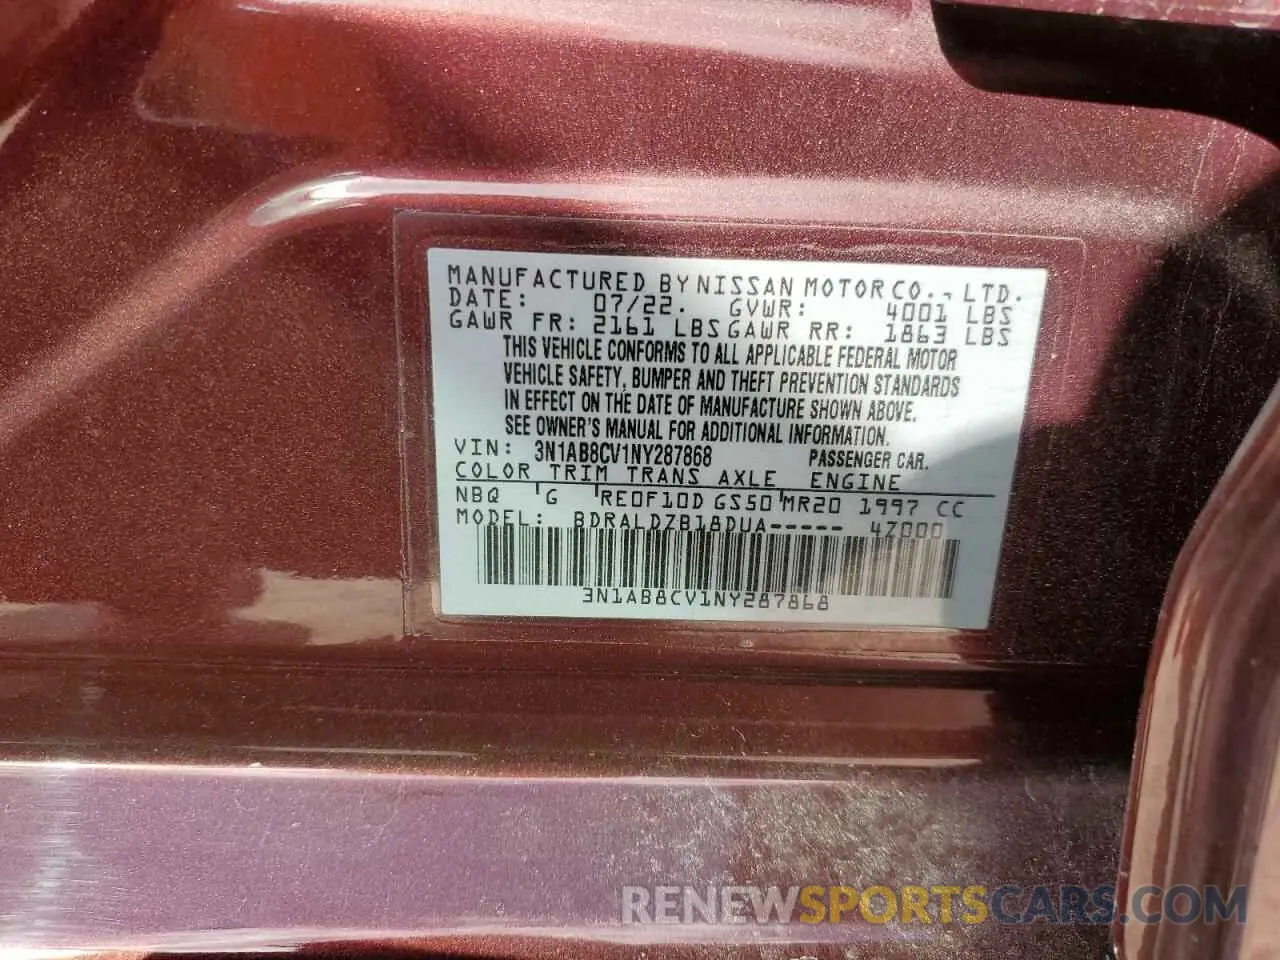 MANUFACTURED BY NISSAN MOTOR CO., LTD.
DATE: 07/22. GVWR: 4001 LBS
GAWR FR: 2161 LBS GAWR RR: 1863 LBS
THIS VEHICLE CONFORMS TO ALL APPLICABLE FEDERAL MOTOR
VEHICLE SAFETY, BUMPER AND THEFT PREVENTION STANDARDS
IN EFFECT ON THE DATE OF MANUFACTURE SHOWN ABOVE.
SEE OWNER'S MANUAL FOR ADDITIONAL INFORMATION.
VIN: 3N1AB8CV1NY287868 PASSENGER CAR.
COLOR TRIM TRANS AXLE ENGINE
NBQ G RE0F10D GS50 MR20 1997 CC
MODEL: BDRALDZB18DUA----- 4Z000
3N1AB8CV1NY287868
RENEWSPORTSCARS.COM